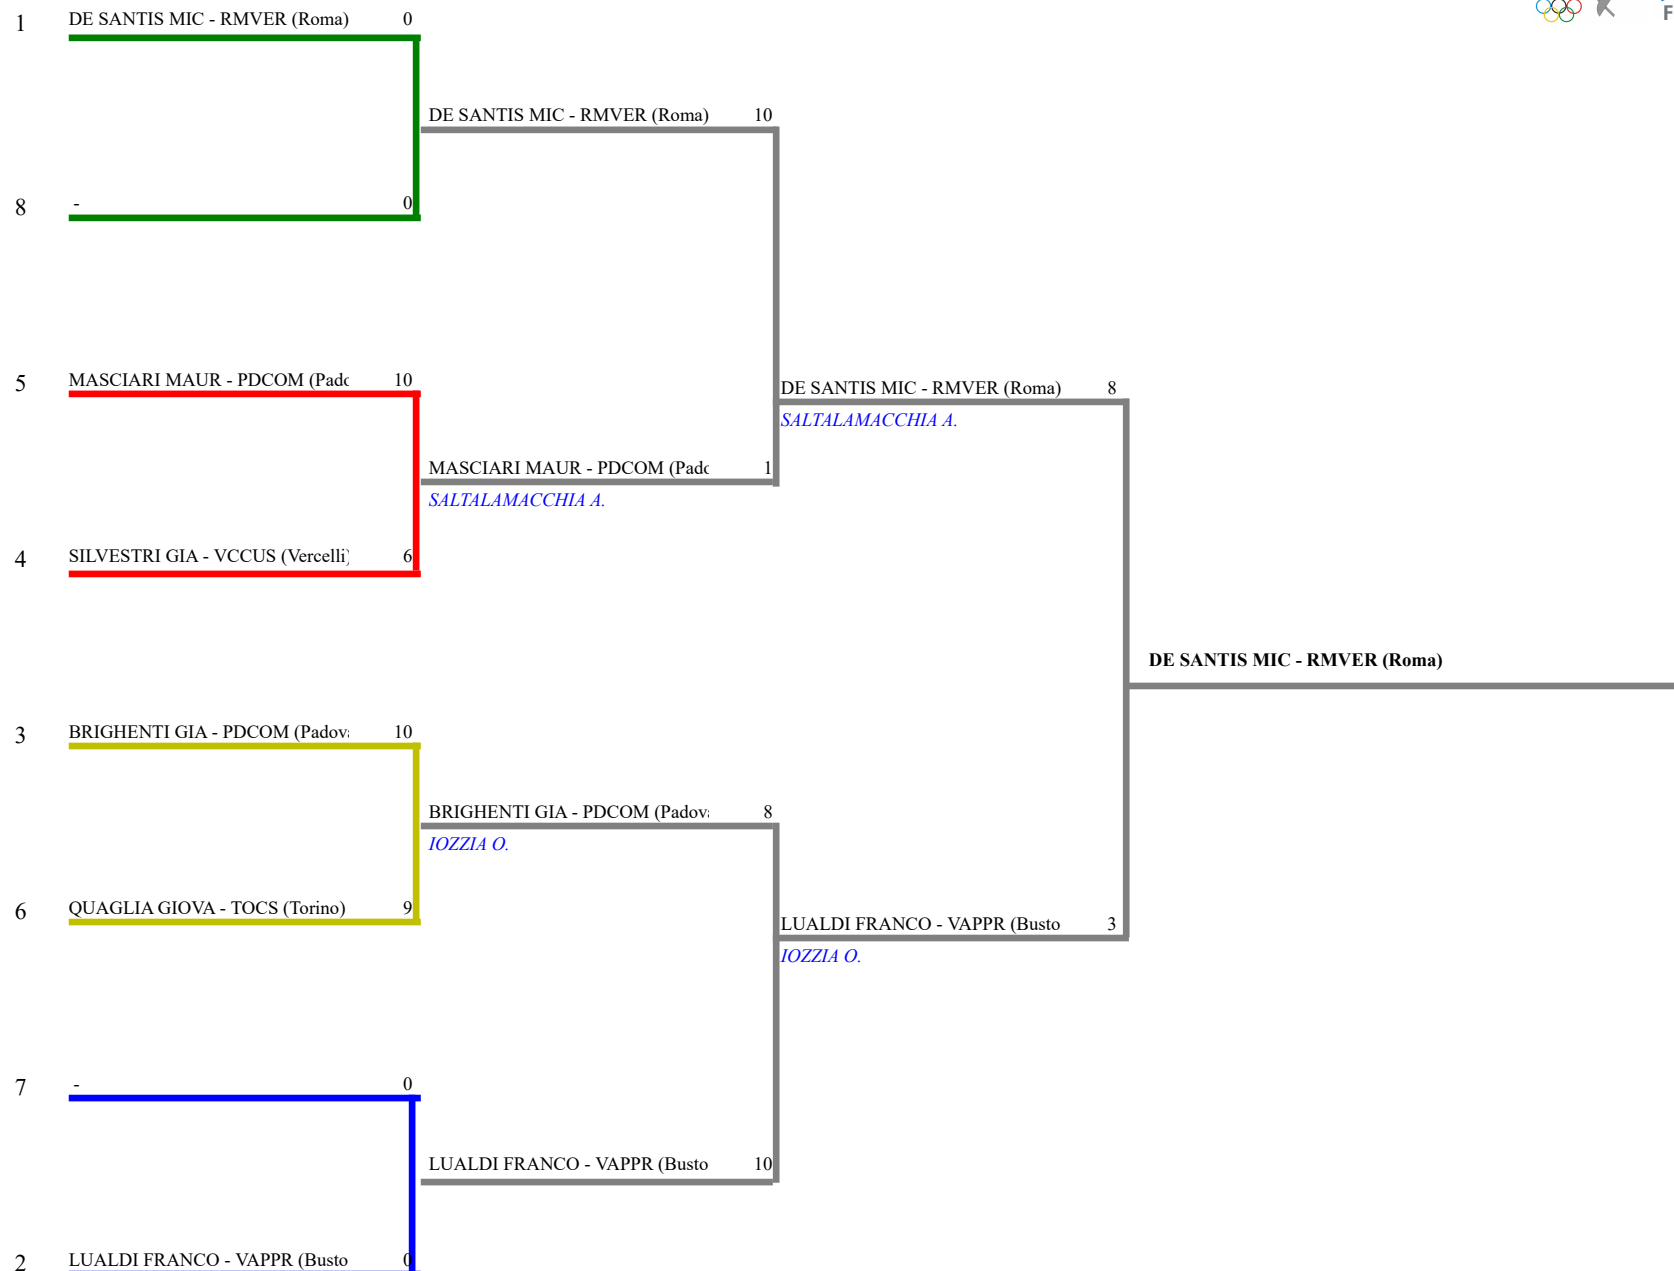 1 DE SANTIS MIC - RMVER (Roma) 0
F
DE SANTIS MIC - RMVER (Roma) 10
8 - 0
5 MASCIARI MAUR - PDCOM (Pado 10
DE SANTIS MIC - RMVER (Roma) 8
SALTALAMACCHIA A.
MASCIARI MAUR - PDCOM (Pado 1
SALTALAMACCHIA A.
4 SILVESTRI GIA - VCCUS (Vercelli) 6
DE SANTIS MIC - RMVER (Roma)
3 BRIGHENTI GIA - PDCOM (Padova 10
BRIGHENTI GIA - PDCOM (Padova 8
IOZZIA O.
6 QUAGLIA GIOVA - TOCS (Torino) 9
LUALDI FRANCO - VAPPR (Busto 3
IOZZIA O.
7 - 0
LUALDI FRANCO - VAPPR (Busto 10
2 LUALDI FRANCO - VAPPR (Busto 0